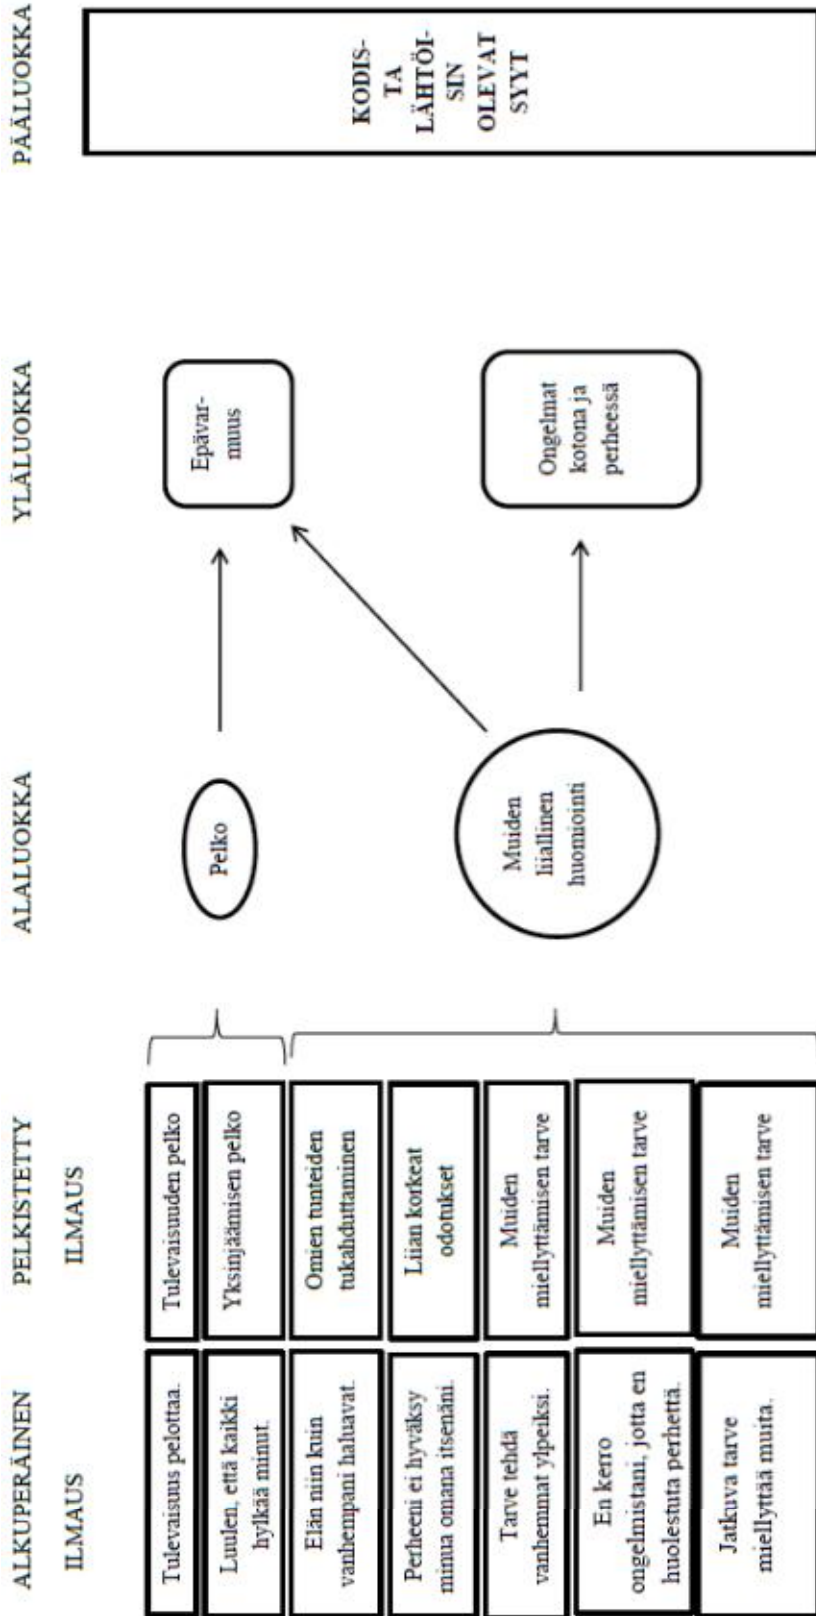 ALKUPERÄINEN
ILMAUS
PELKISTETTY
ILMAUS
ALALUOKKA
YLÄLUOKKA
PÄÄLUOKKA
Tulevaisuus pelottaa.
Tulevaisuuden pelko
Luulen, että kaikki
hylkää minut.
Yksinjäämisen pelko
Elän niin kuin
vanhempani haluavat.
Omien tunteiden
tukahduttaminen
Perheeni ei hyväksy
minua omana itsenäni.
Liian korkeat
odotukset
Tarve tehdä
vanhemmat ylpeiksi.
Muiden
miellyttämisen tarve
En kerro
ongelmistani, jotta en
huolestuta perhettä.
Muiden
miellyttämisen tarve
Jatkuva tarve
miellyttää muita.
Muiden
miellyttämisen tarve
Pelko
Muiden
liiallinen
huomiointi
Epävar-
muus
Ongelmat
kotona ja
perheessä
KODIS-
TA
LÄHTÖI-
SIN
OLEVAT
SYYT